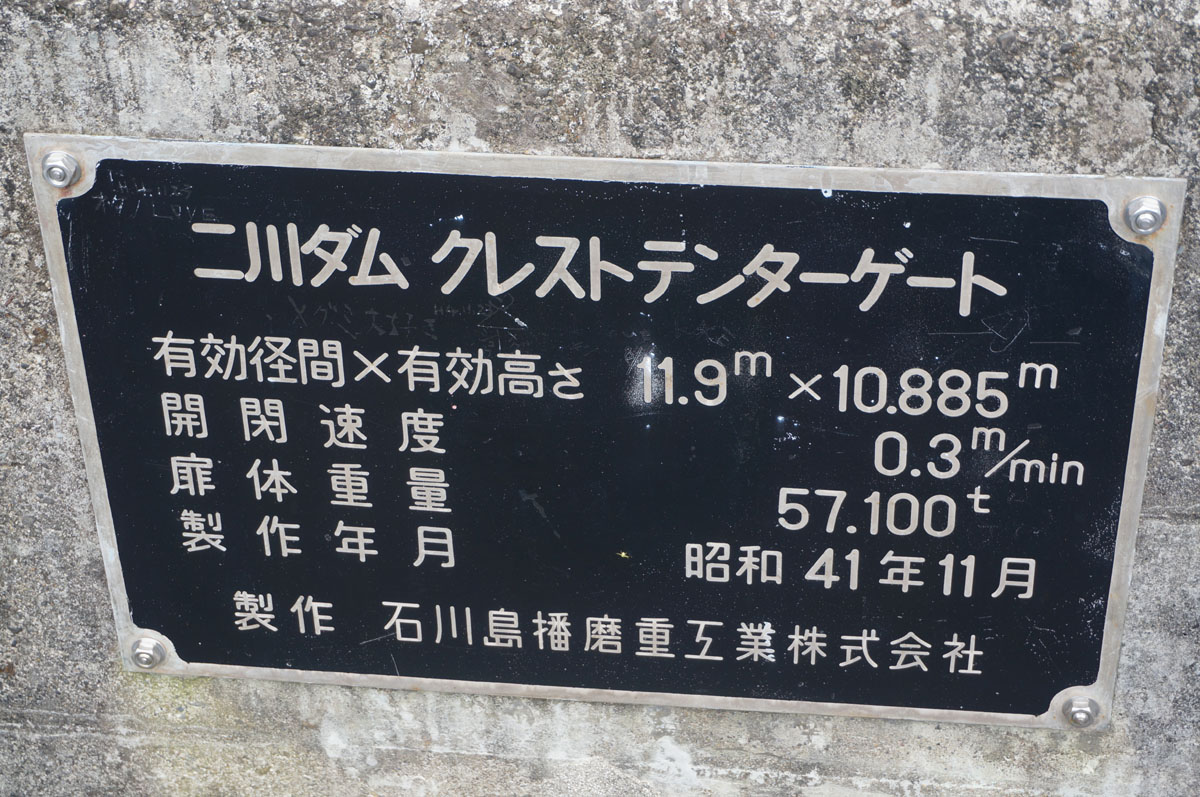 二川ダム クレストテンターゲート
有効径間×有効高さ 11.9m ×10.885m
開閉速度 0.3m/min
扉体重量 57.100t
製作年月 昭和41年11月
製作 石川島播磨重工業株式会社